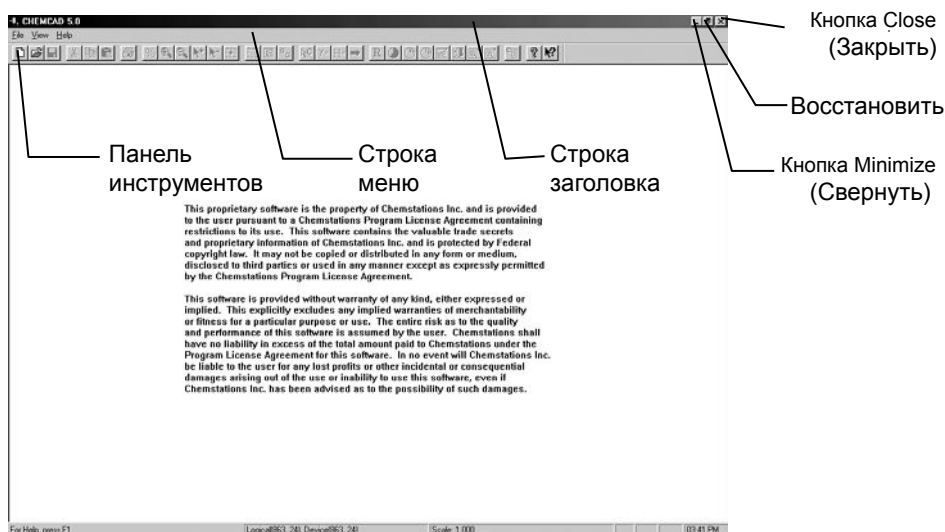 CHEMCAD 5.0
File View Help
Кнопка Close
(Закрыть)
Восстановить
Кнопка Minimize
(Свернуть)
Панель
инструментов
Строка
меню
Строка
заголовка
This proprietary software is the property of Chemstations Inc. and is provided
to the user pursuant to a Chemstations Program License Agreement containing
restrictions to its use. This software contains the valuable trade secrets
and proprietary information of Chemstations Inc. and is protected by Federal
copyright law. It may not be copied or distributed in any form or medium,
disclosed to third parties or used in any manner except as expressly permitted
by the Chemstations Program License Agreement.
This software is provided without warranty of any kind, either expressed or
implied. This explicitly excludes any implied warranties of merchantability
or fitness for a particular purpose or use. The entire risk as to the quality
and performance of this software is assumed by the user. Chemstations shall
have no liability in excess of the total amount paid to Chemstations under the
Program License Agreement for this software. In no event will Chemstations Inc.
be liable to the user for any lost profits or other incidental or consequential
damages arising out of the use or inability to use this software, even if
Chemstations Inc. has been advised as to the possibility of such damages.
For Help, press F1
Logical(863, 24), Device(863, 24)
Scale: 1.000
03:41 PM